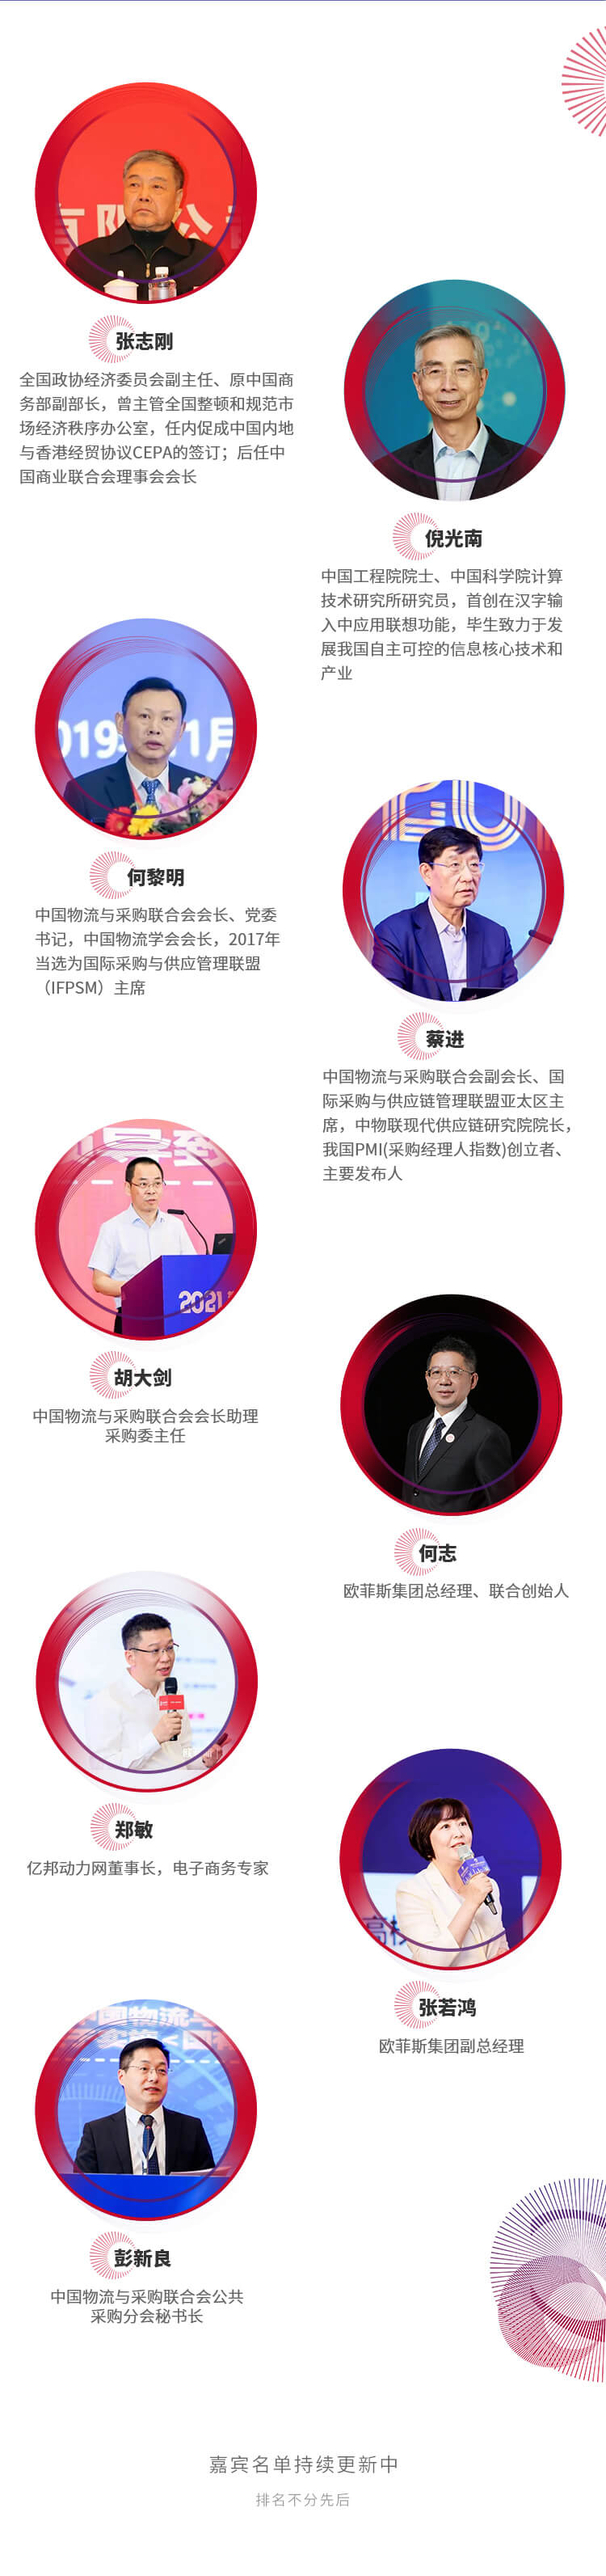 张志刚
全国政协经济委员会副主任、原中国商
务部副部长，曾主管全国整顿和规范市
场经济秩序办公室，任内促成中国内地
与香港经贸协议CEPA的签订；后任中
国商业联合会理事会会长
倪光南
中国工程院院士、中国科学院计算
技术研究所研究员，首创在汉字输
入中应用联想功能，毕生致力于发
展我国自主可控的信息核心技术和
产业
019年11月
何黎明
中国物流与采购联合会会长、党委
书记，中国物流学会会长，2017年
当选为国际采购与供应管理联盟
（IFPSM）主席
蔡进
中国物流与采购联合会副会长、国
际采购与供应链管理联盟亚太区主
席，中物联现代供应链研究院院长，
我国PMI(采购经理人指数)创立者、
主要发布人
2021
胡大剑
中国物流与采购联合会会长助理
采购委主任
何志
欧菲斯集团总经理、联合创始人
郑敏
亿邦动力网董事长，电子商务专家
张若鸿
欧菲斯集团副总经理
中国物流
彭新良
中国物流与采购联合会公共
采购分会秘书长
嘉宾名单持续更新中
排名不分先后